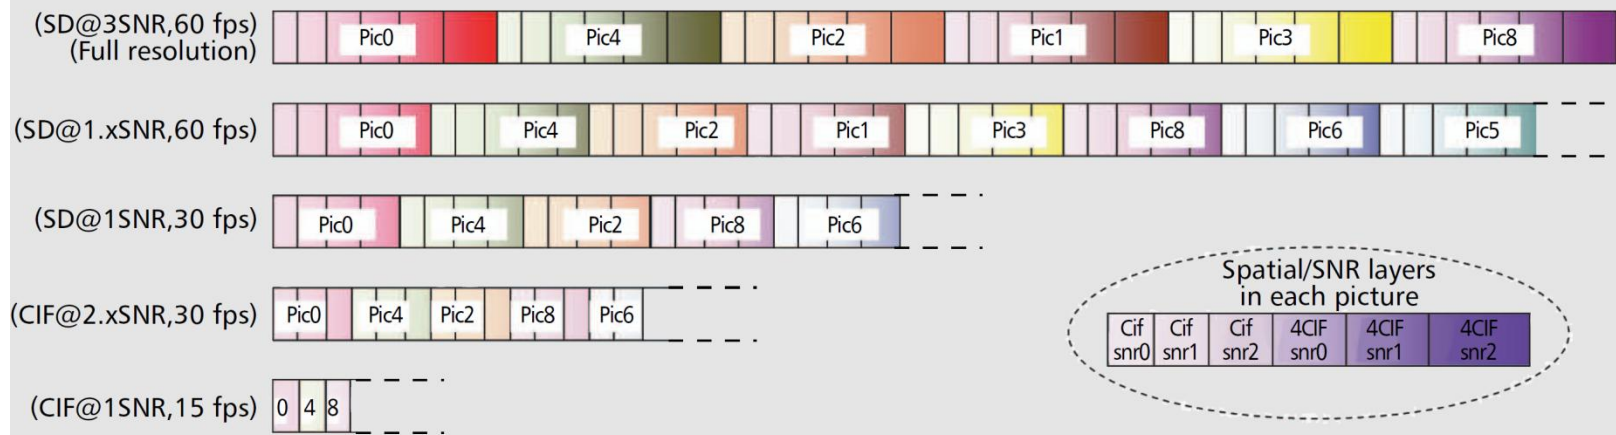 (SD@3SNR,60 fps)
(Full resolution)
Pic0 Pic4 Pic2 Pic1 Pic3 Pic8
(SD@1.xSNR,60 fps)
Pic0 Pic4 Pic2 Pic1 Pic3 Pic8 Pic6 Pic5
(SD@1SNR,30 fps)
Pic0 Pic4 Pic2 Pic8 Pic6
(CIF@2.xSNR,30 fps)
Pic0 Pic4 Pic2 Pic8 Pic6
(CIF@1SNR,15 fps)
0 4 8
Spatial/SNR layers
in each picture
Cif Cif Cif 4CIF 4CIF 4CIF
snr0 snr1 snr2 snr0 snr1 snr2